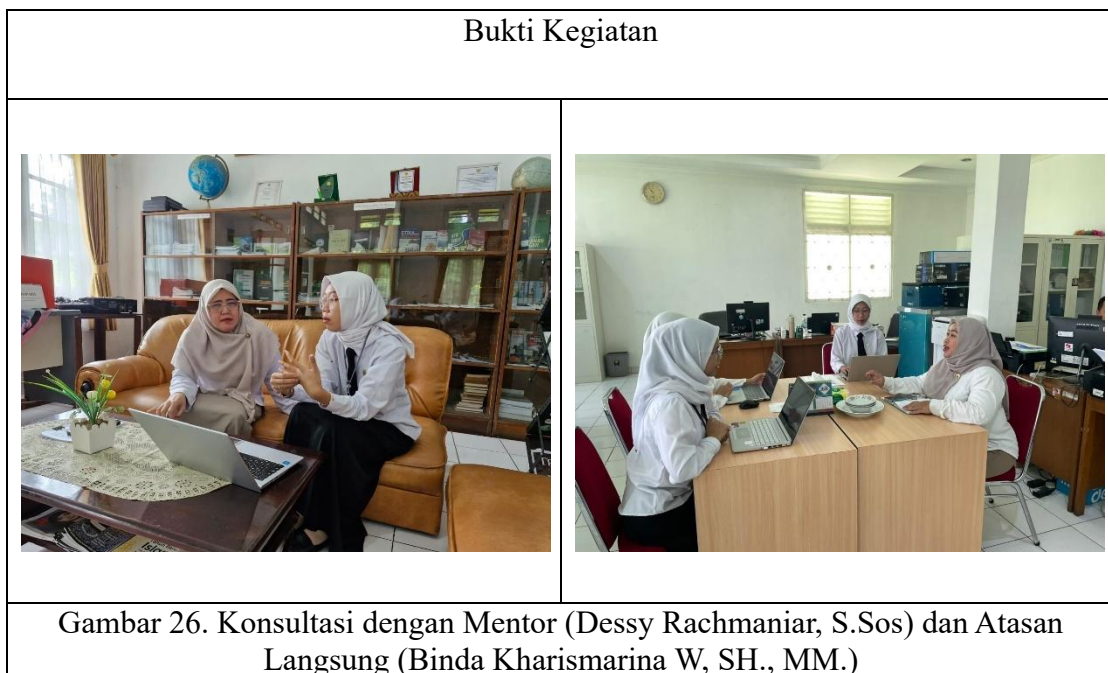 Bukti Kegiatan
Gambar 26. Konsultasi dengan Mentor (Dessy Rachmaniar, S.Sos) dan Atasan
Langsung (Binda Kharismarina W, SH., MM.)